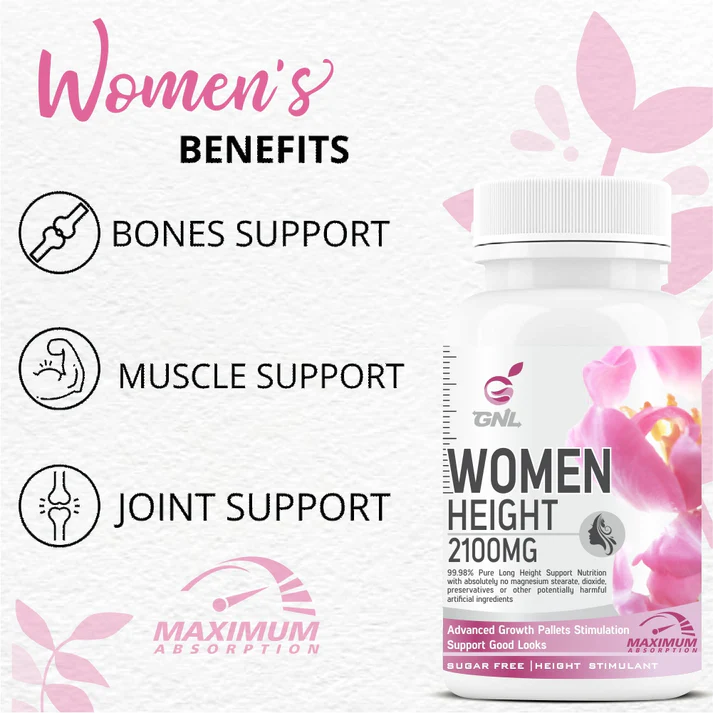 Women's
BENEFITS
BONES SUPPORT
MUSCLE SUPPORT
JOINT SUPPORT
MAXIMUM
ABSORPTION
GNL
WOMEN
HEIGHT
2100MG
99.98% Pure Long Height Support Nutrition
with absolutely no magnesium stearate, dioxide,
preservatives or other potentially harmful
artificial ingredients
Advanced Growth Pallets Stimulation
Support Good Looks
MAXIMUM
ABSORPTION
SUGAR FREE | HEIGHT STIMULANT